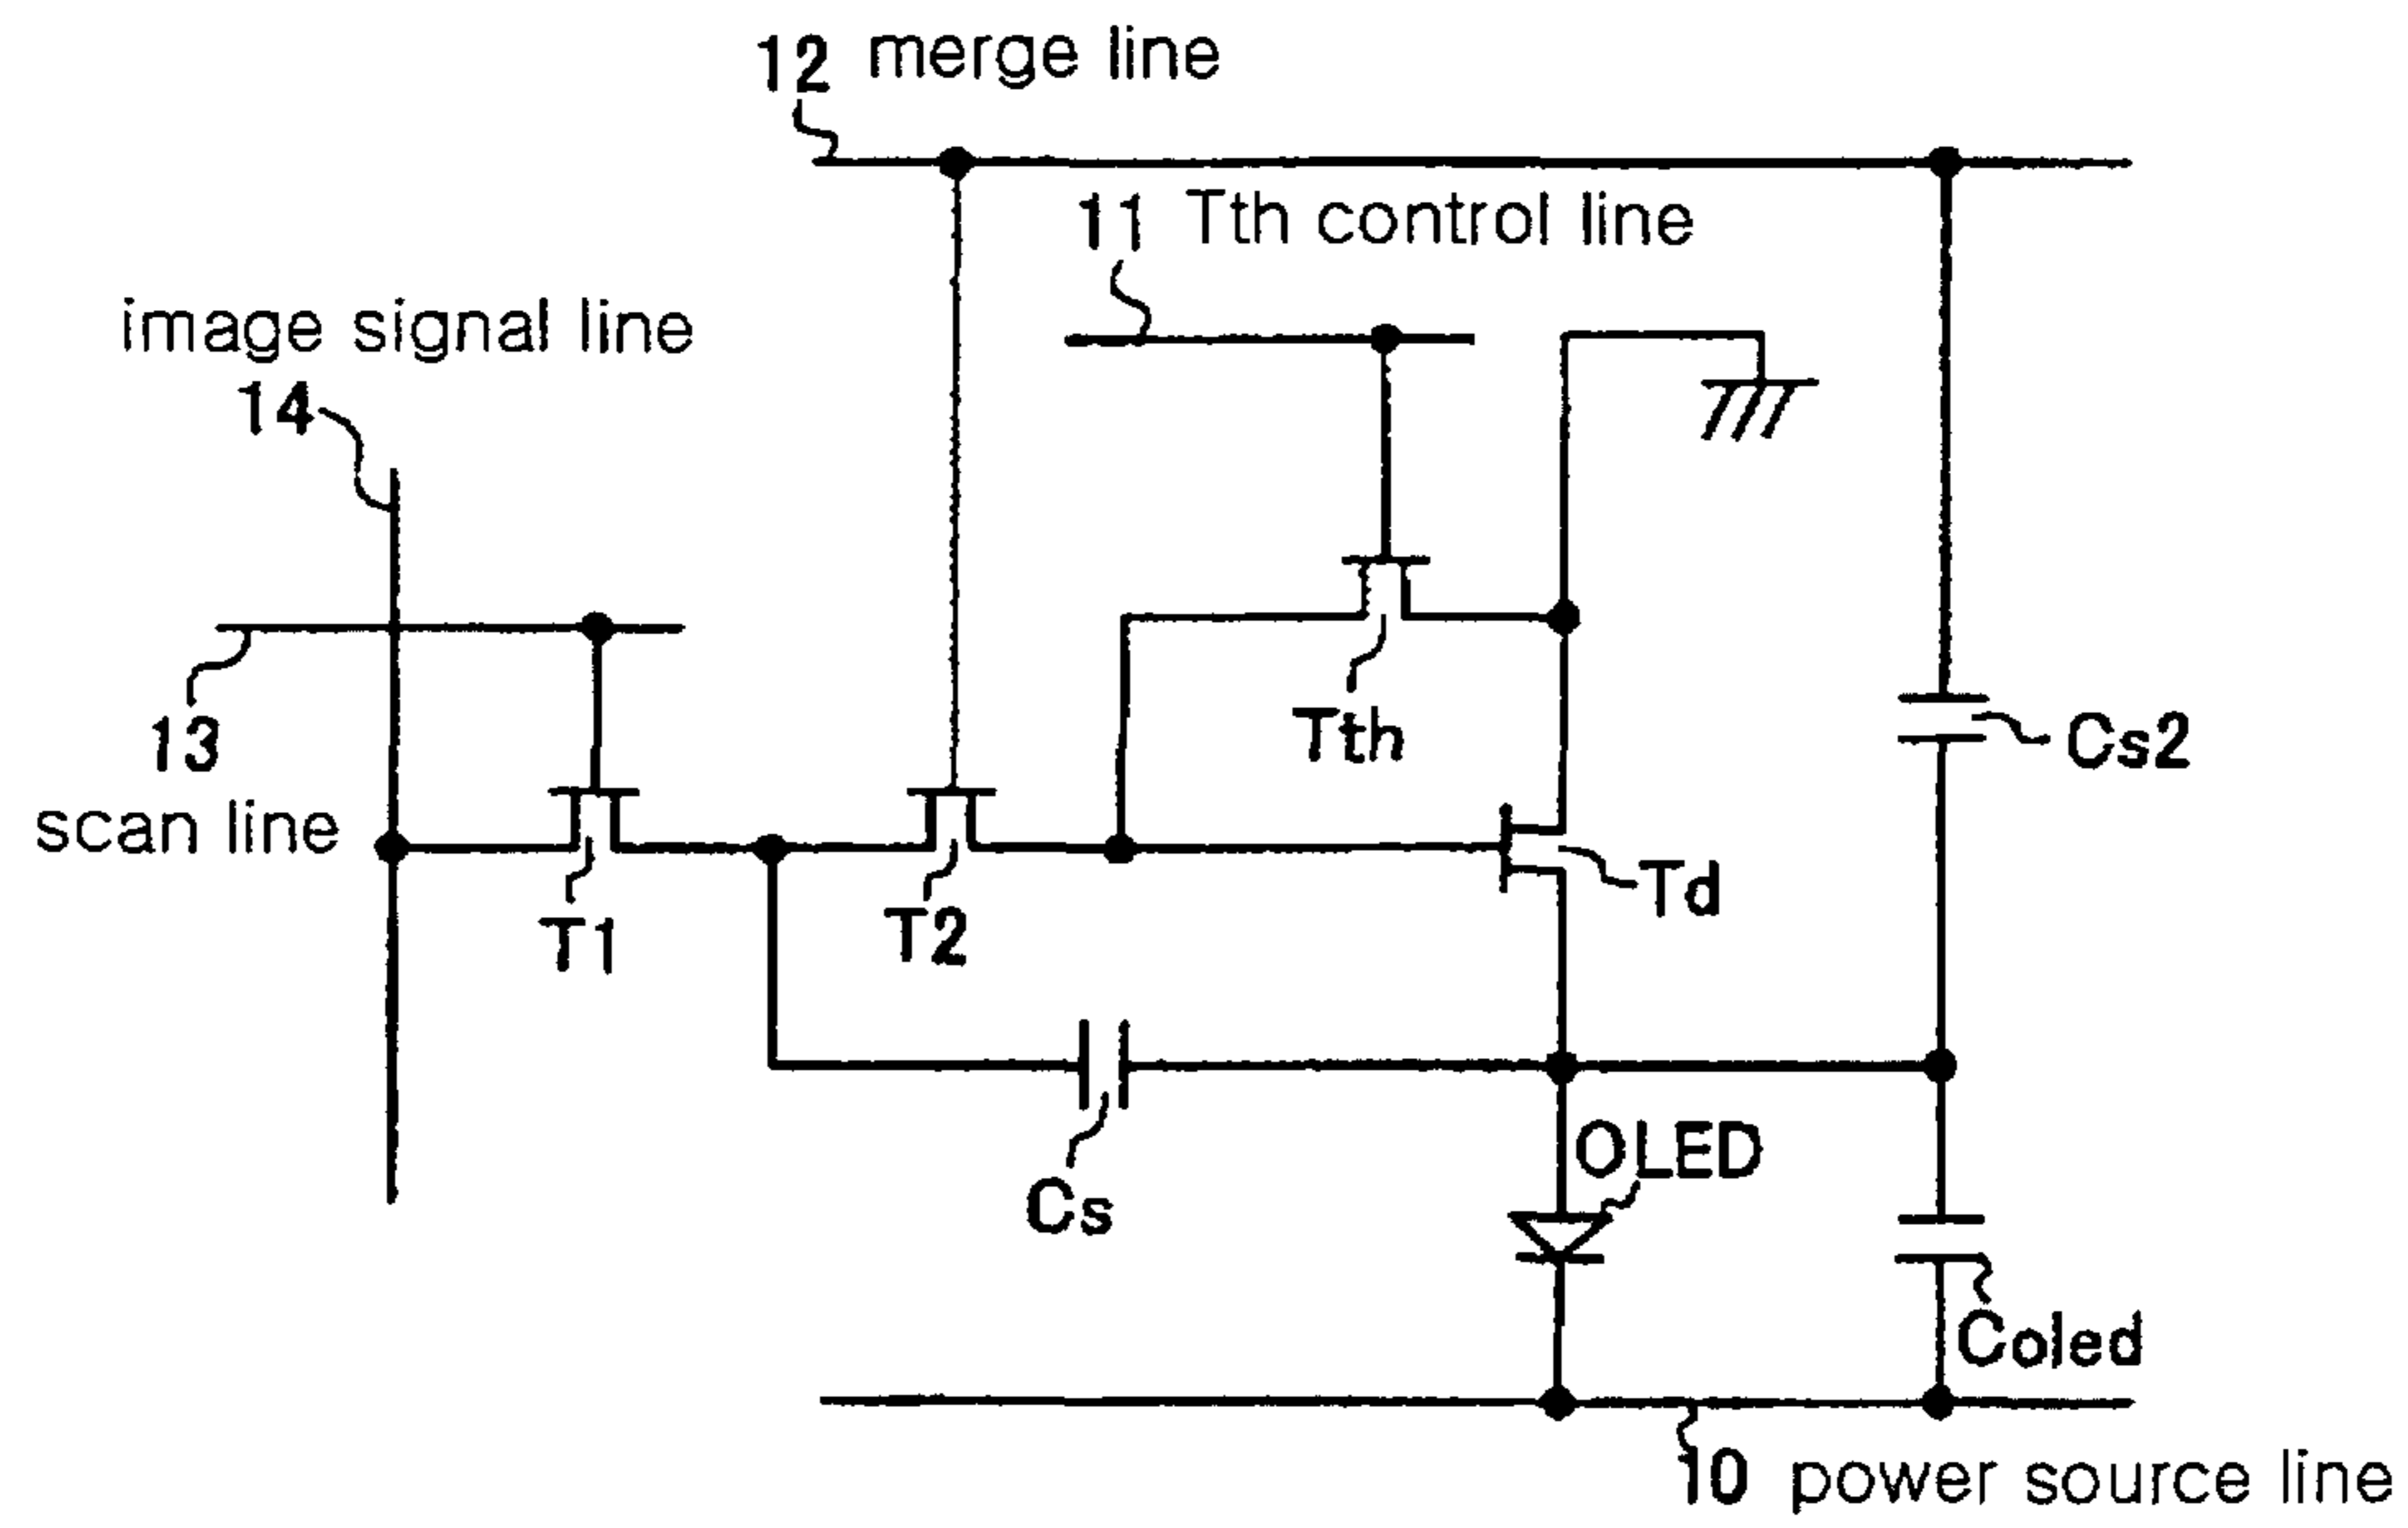 12 merge line
11 Tth control line
image signal line
14
13
scan line
Tth
Cs2
T1
T2
Td
Cs
OLED
Coled
10 power source line